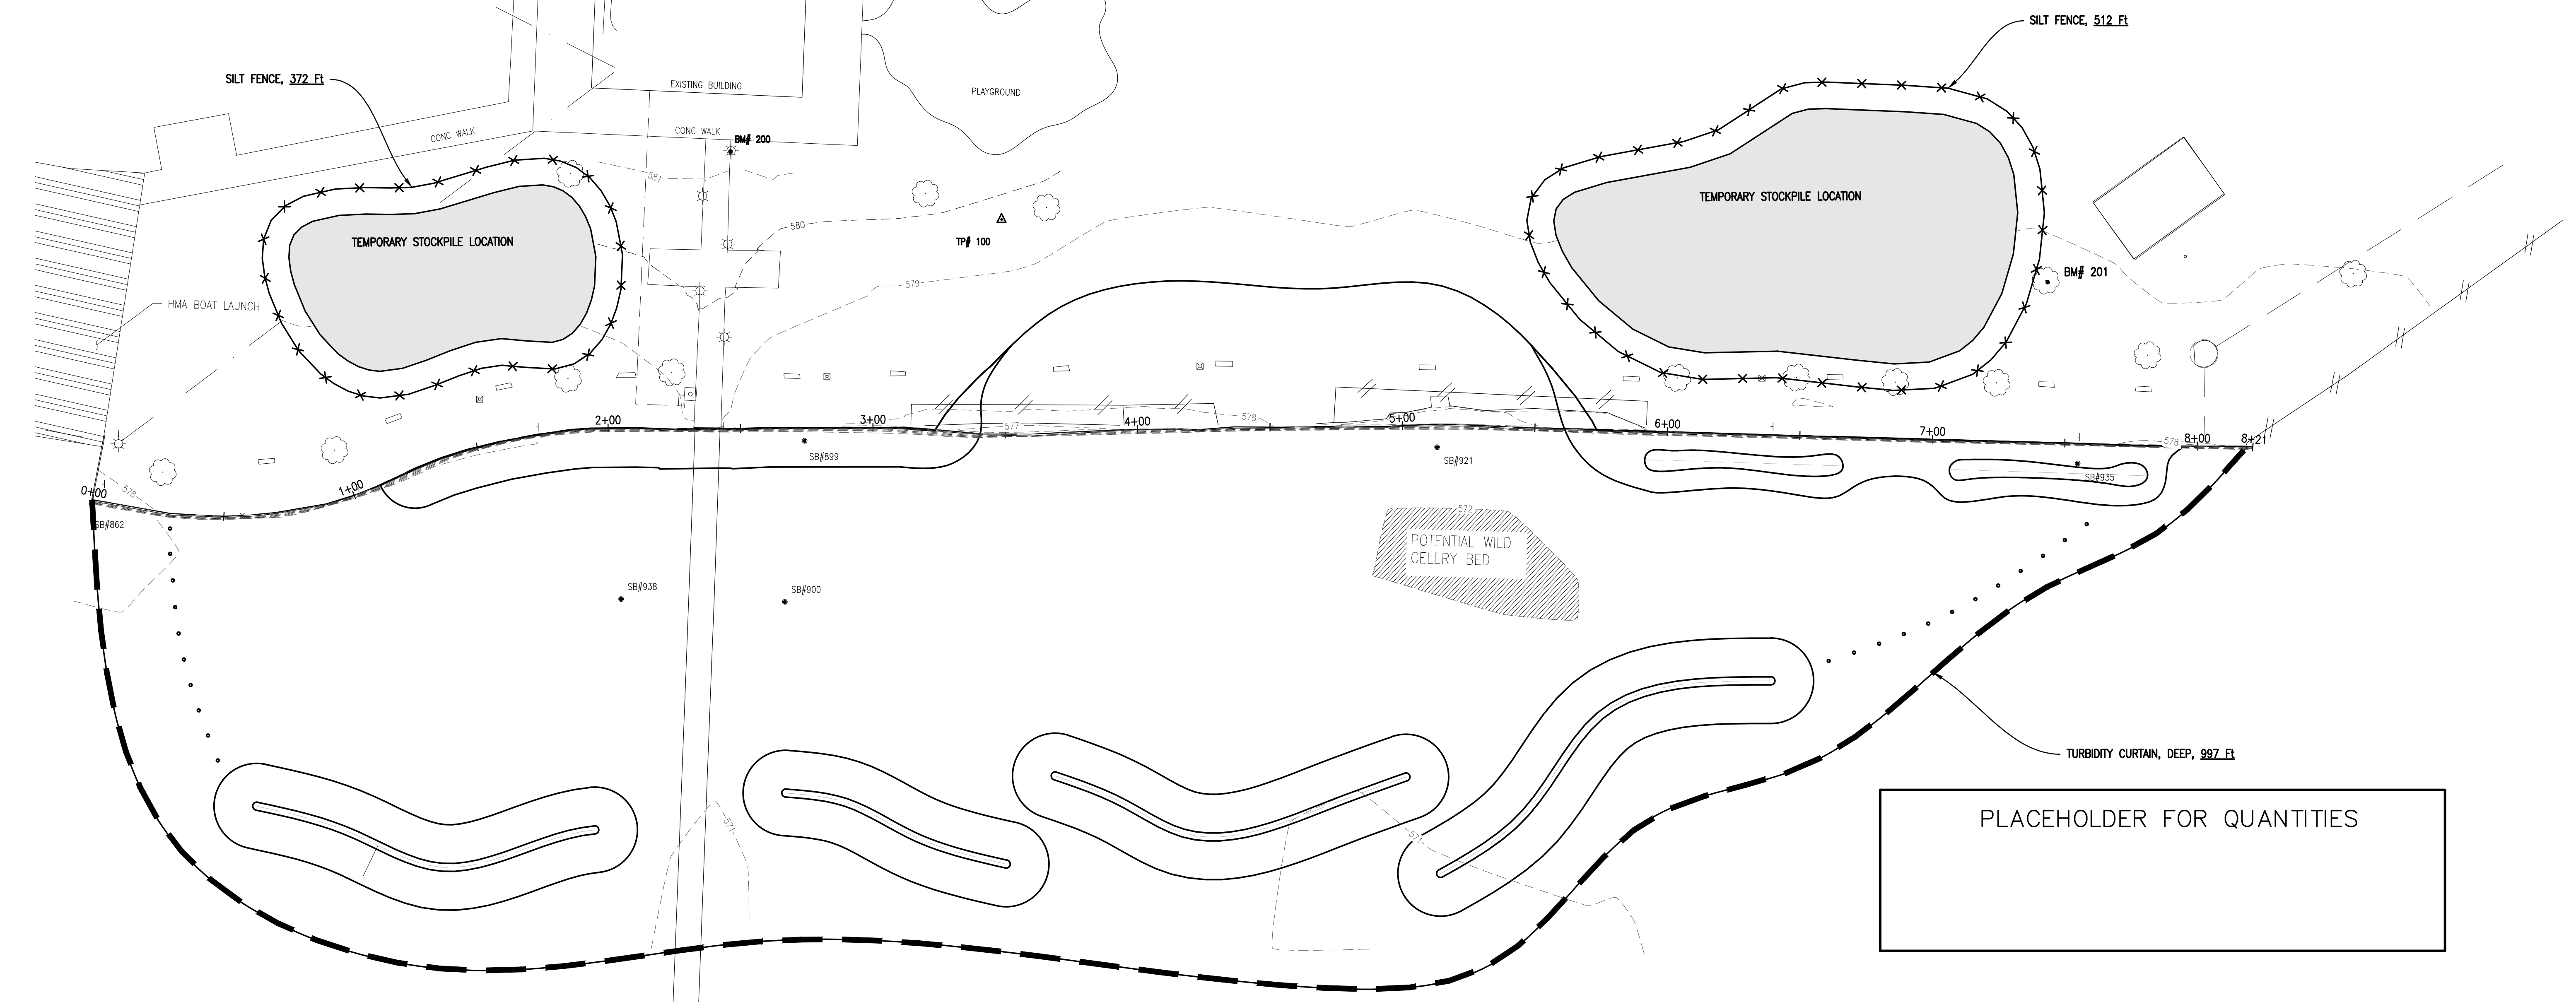 SILT FENCE, 512 Ft
SILT FENCE, 372 Ft
EXISTING BUILDING
PLAYGROUND
CONC WALK
CONC WALK
BM# 200
581
TEMPORARY STOCKPILE LOCATION
580
TP# 100
TEMPORARY STOCKPILE LOCATION
BM# 201
579
HMA BOAT LAUNCH
578
577
0+00
1+00
2+00
3+00
4+00
5+00
6+00
7+00
8+00
8+21
578
578
SB#899
SB#921
SB#935
SB#862
572
POTENTIAL WILD
CELERY BED
SB#938
SB#900
TURBIDITY CURTAIN, DEEP, 997 Ft
571
571
PLACEHOLDER FOR QUANTITIES